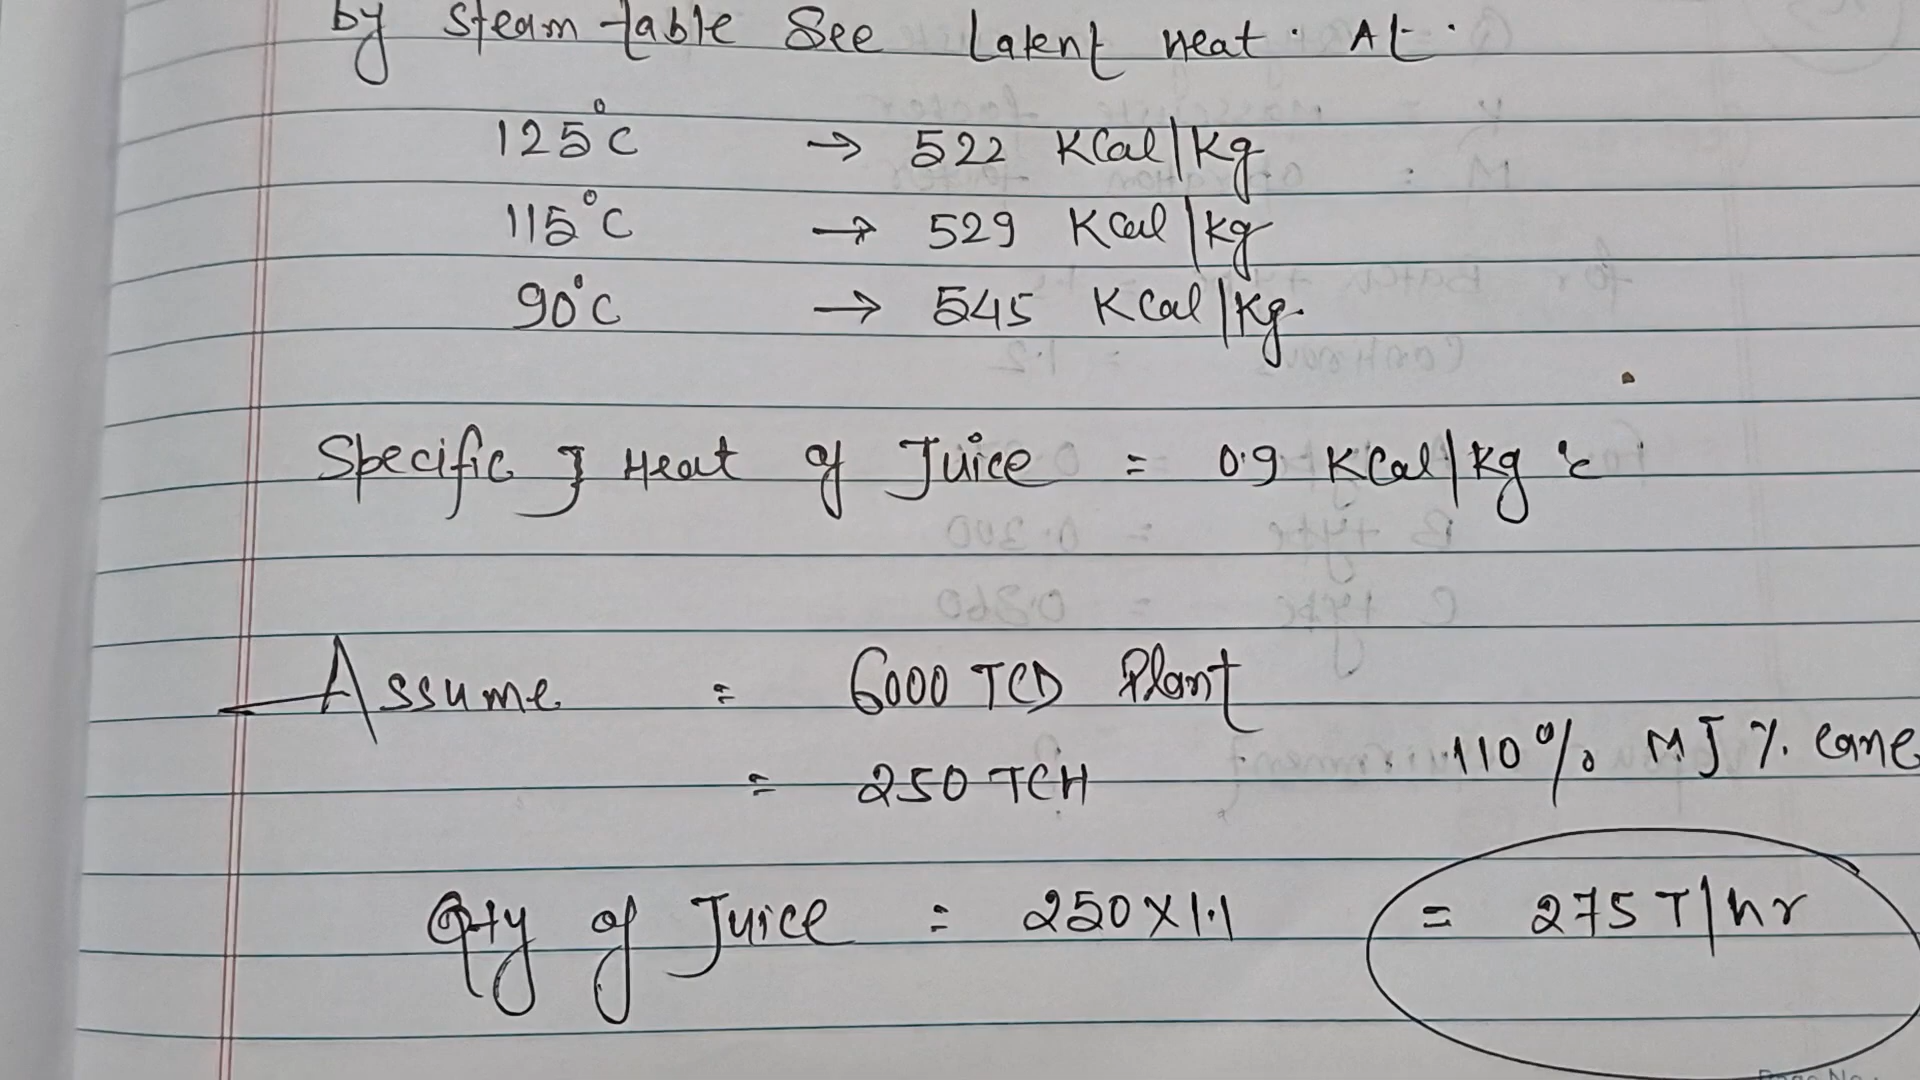 by steam table See Latent Heat. At.
125°C → 522 KCal/Kg
115°C → 529 KCal/Kg
90°C → 545 KCal/Kg.
Specific Heat of Juice = 0.9 KCal/Kg °c
Assume = 6000 TCD Plant
= 250 TCH 110% MJ % Cane
Qty of Juice = 250 X 1.1 = 275 T/hr